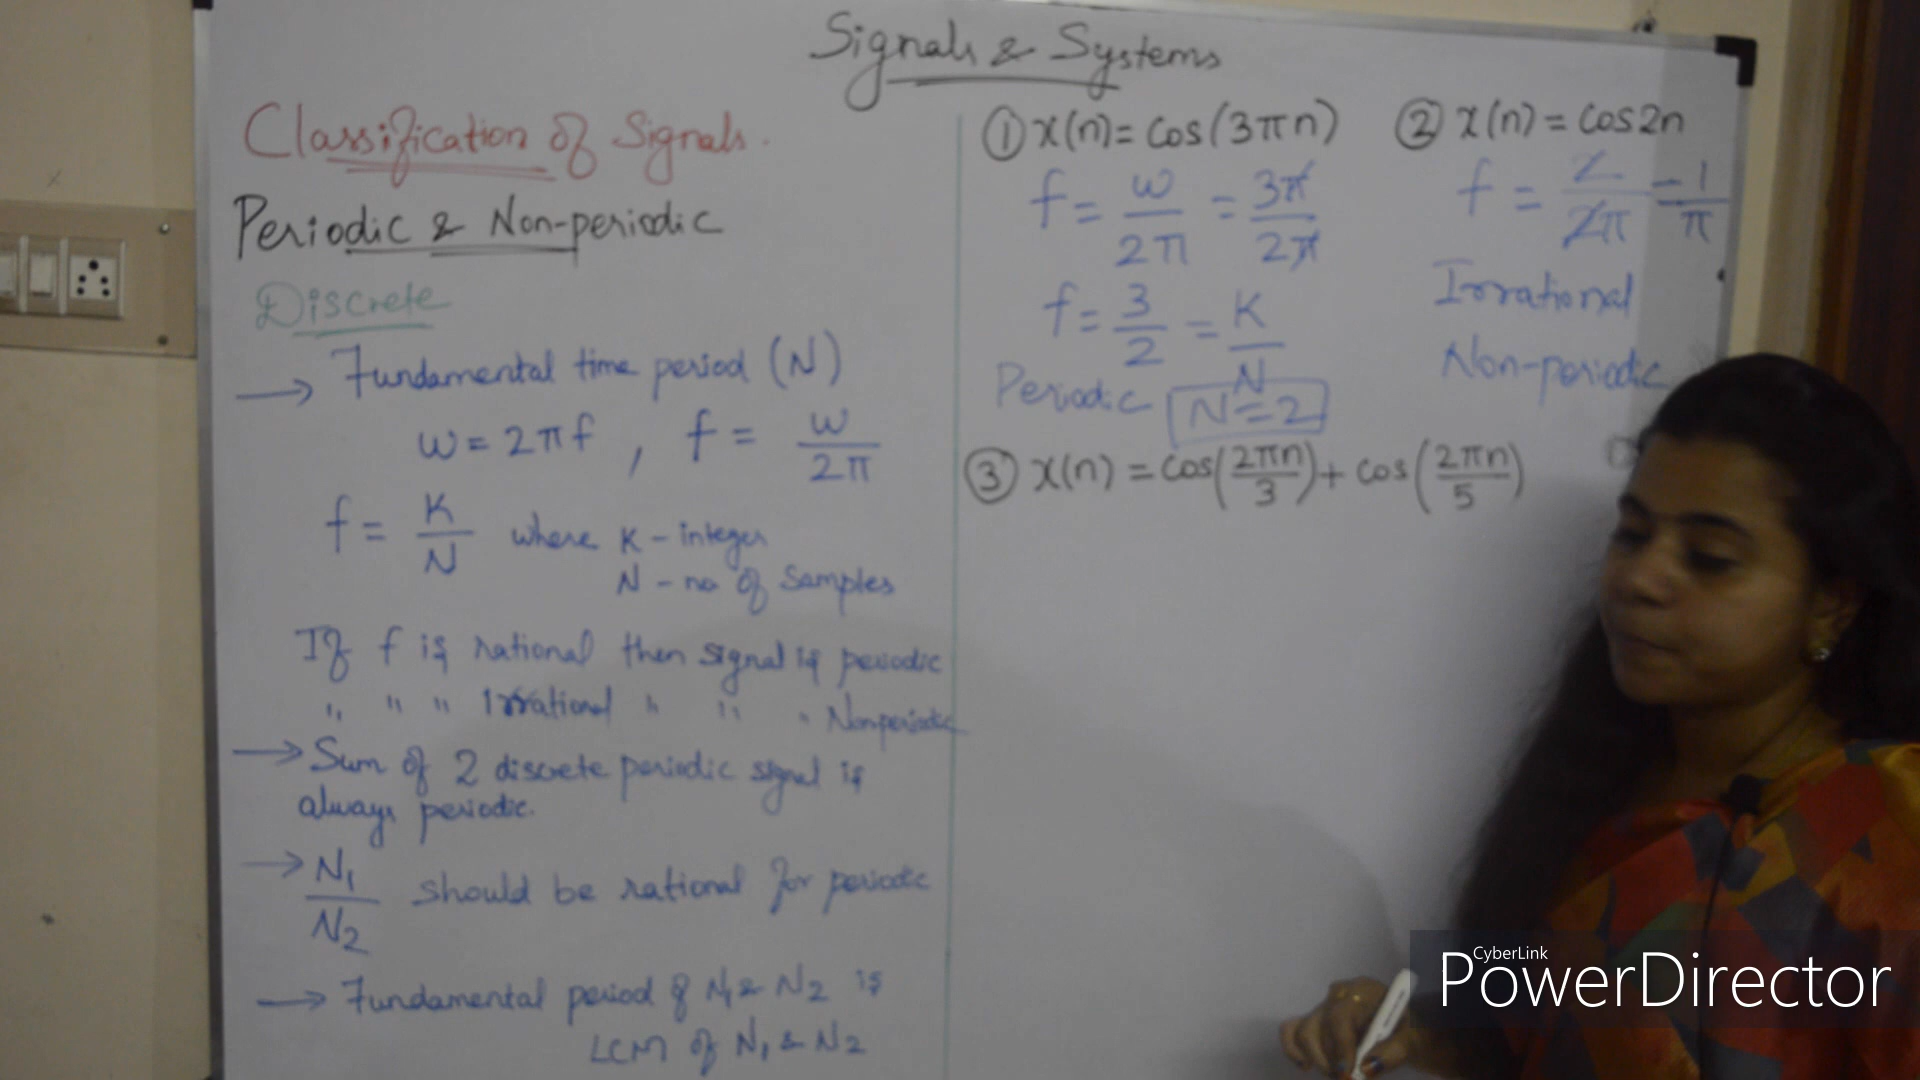 Signals & Systems
Classification of Signals.
Periodic & Non-periodic
Discrete
→ Fundamental time period (N)
ω = 2πf , f = ω/2π
f = K/N where K - integer
N - no of Samples
If f is rational then signal is periodic
" " " Irrational " " " Nonperiodic
→ Sum of 2 discrete periodic signal is
always periodic.
→ N1/N2 should be rational for periodic
→ Fundamental period of N1 & N2 is
LCM of N1 & N2
① x(n) = cos(3πn)
f = ω/2π = 3π/2π
f = 3/2 = K/N
Periodic N = 2
② x(n) = cos2n
f = 2/2π = 1/π
Irrational
Non-periodic
③ x(n) = cos(2πn/3) + cos(2πn/5)
CyberLink
PowerDirector